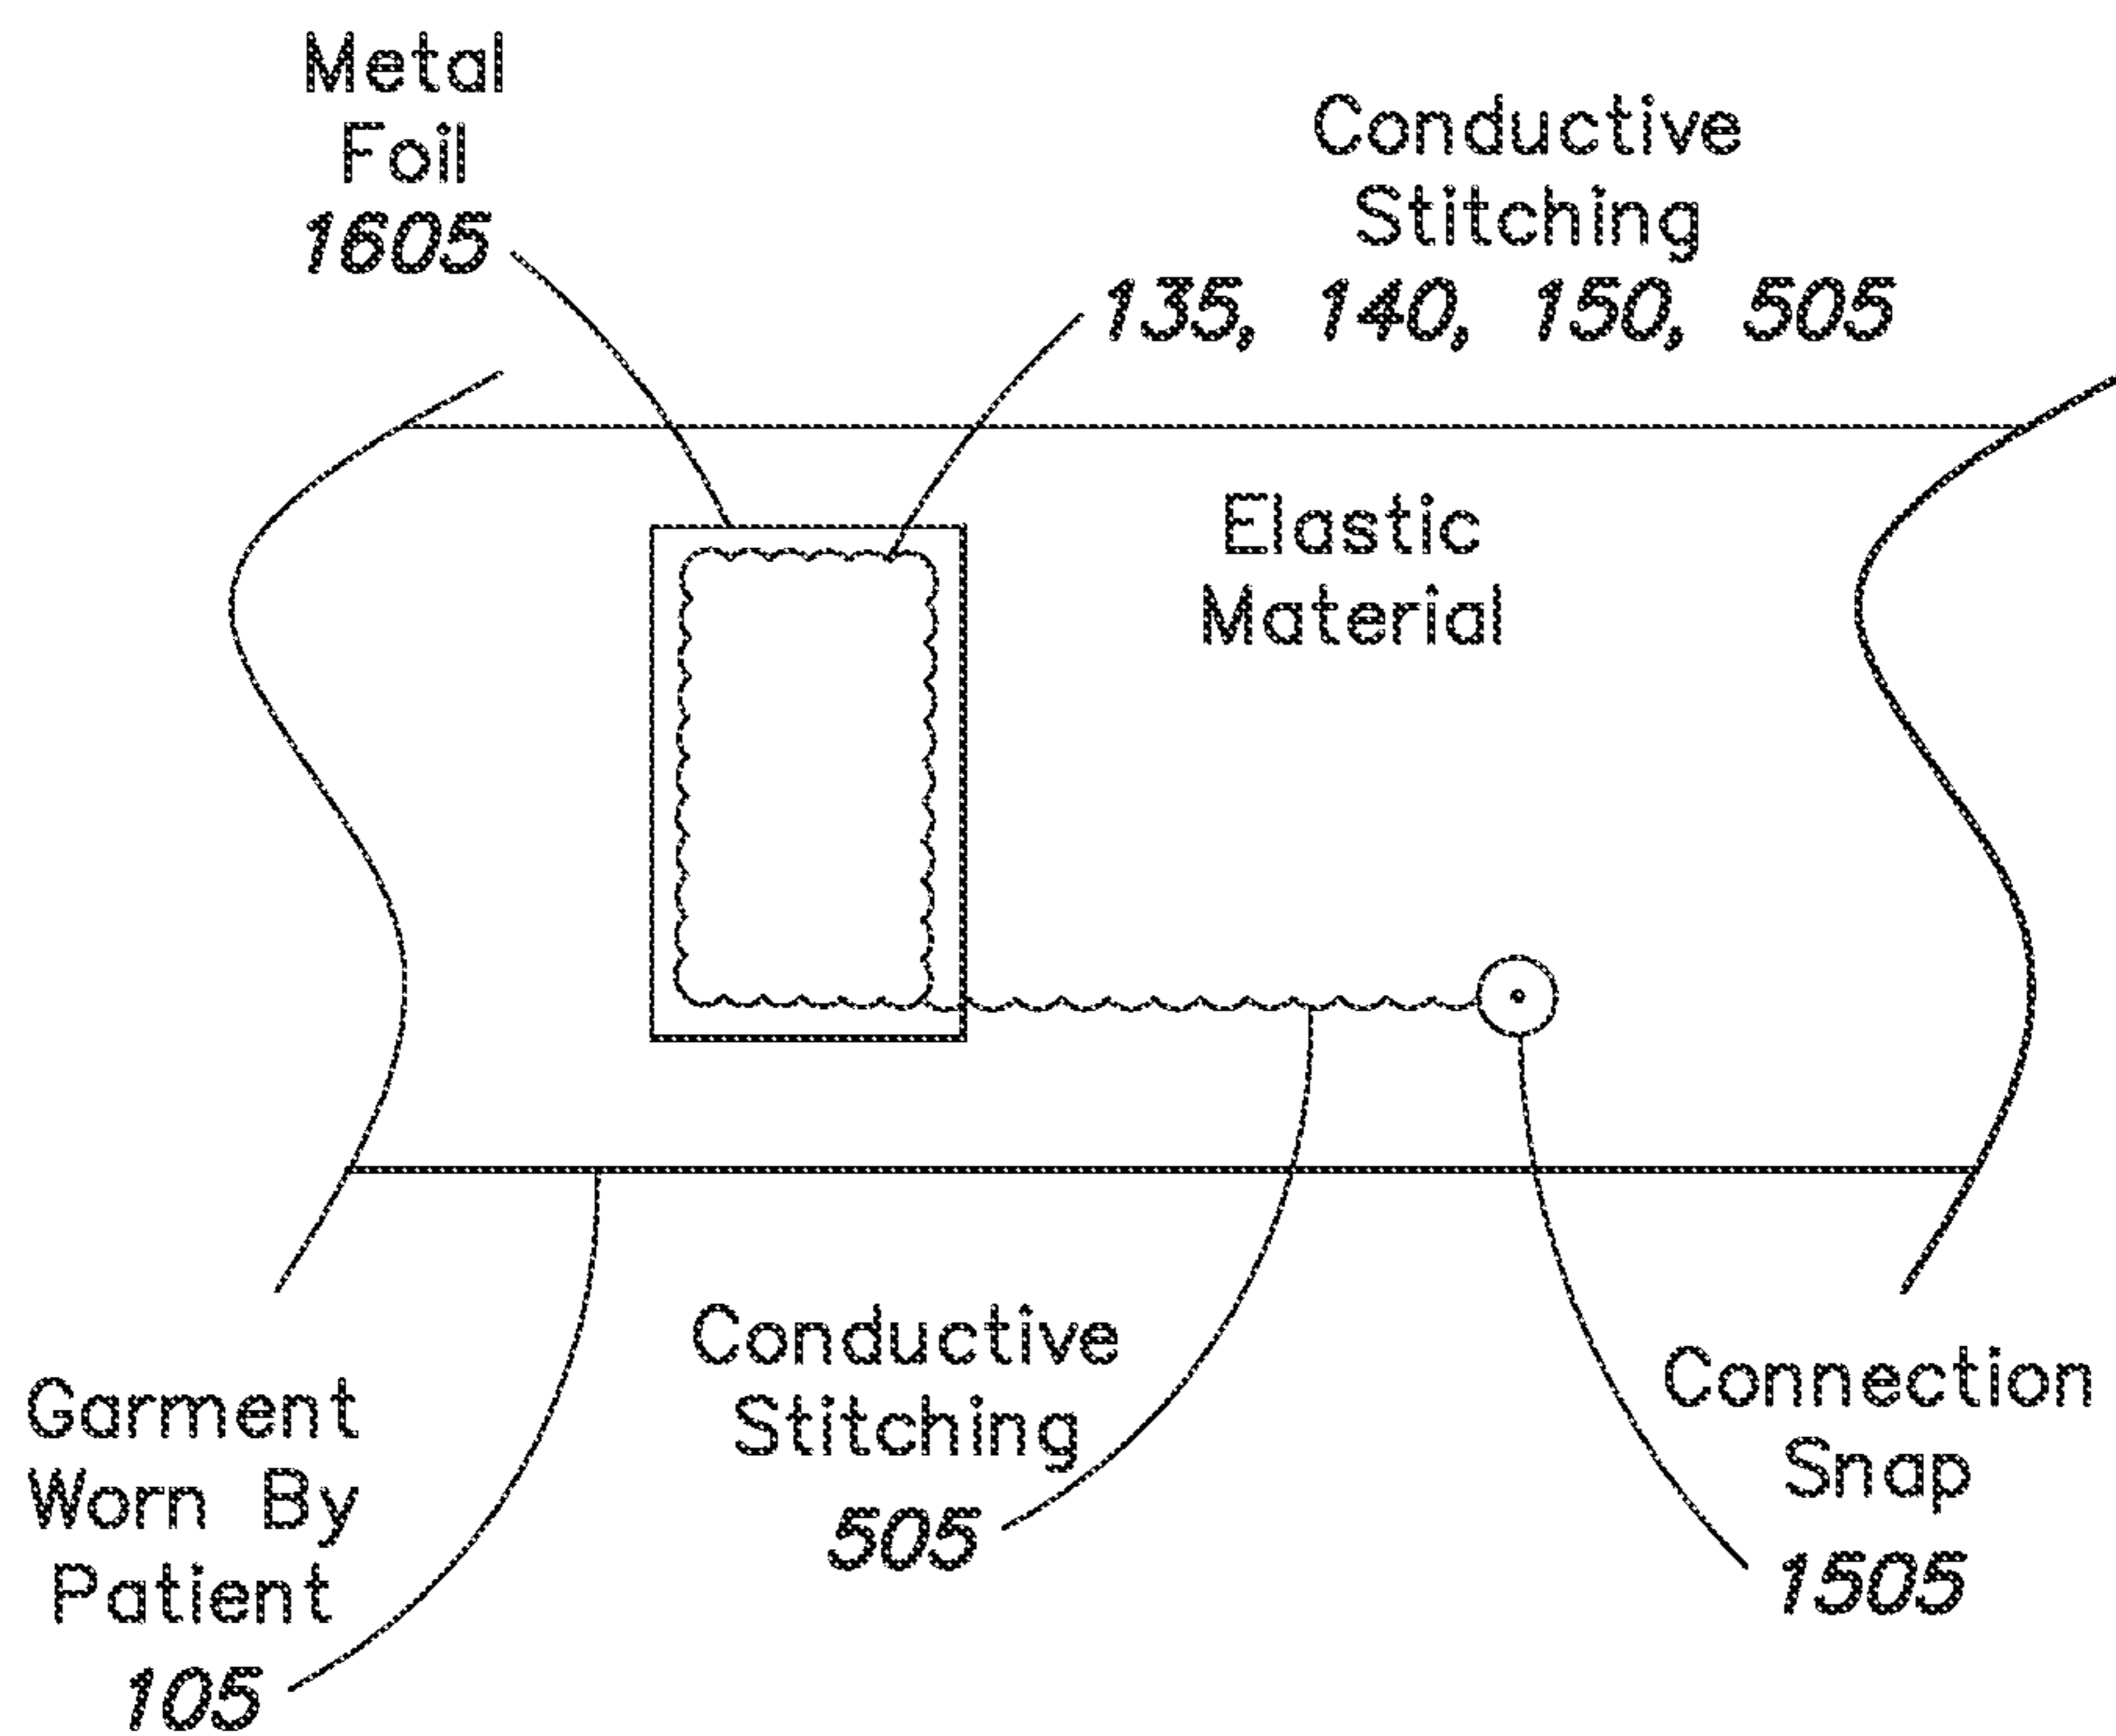 Metal
Foil
1605
Conductive
Stitching
135, 140, 150, 505
Elastic
Material
Garment
Worn By
Patient
105
Conductive
Stitching
505
Connection
Snap
1505